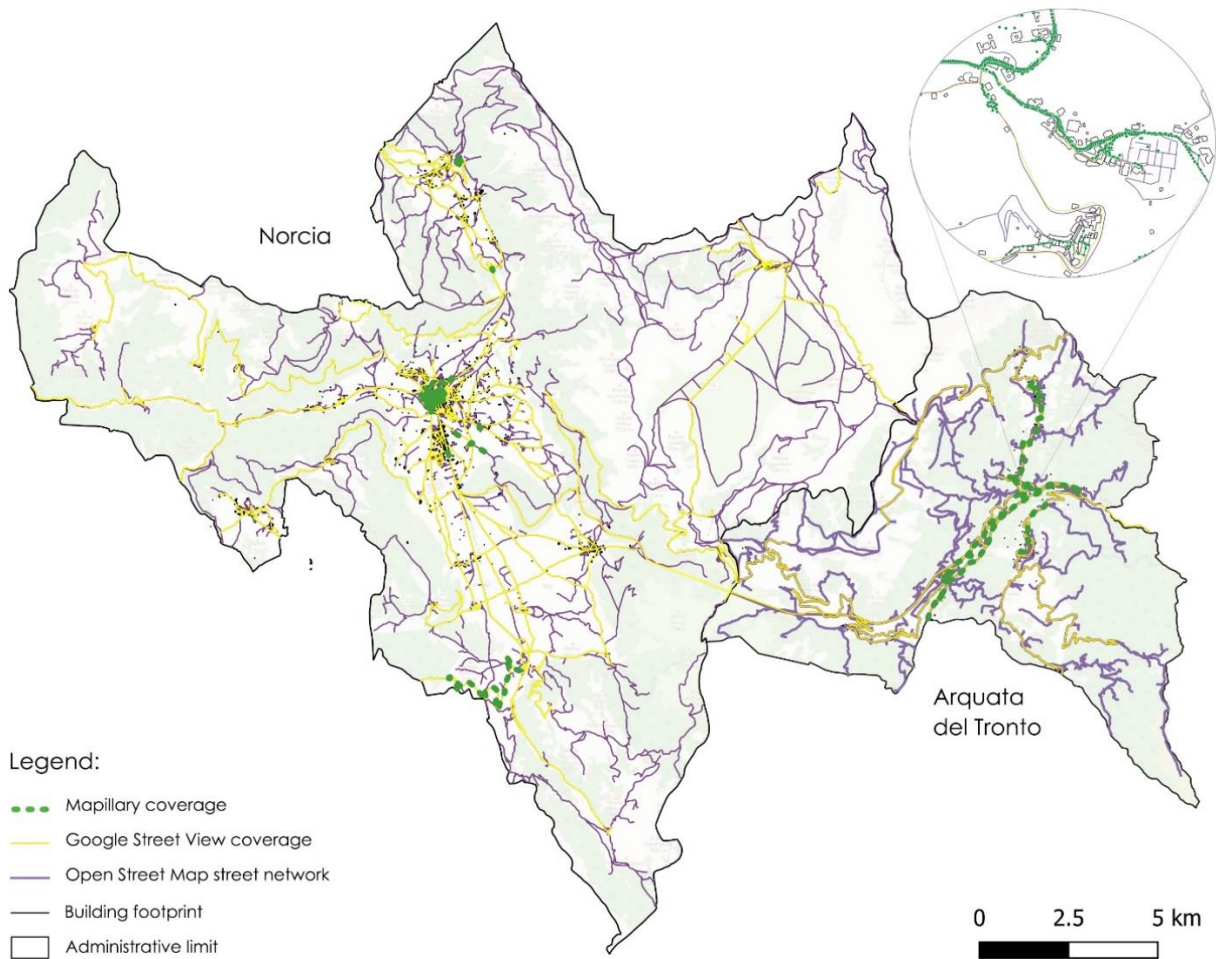 Norcia
Arquata
del Tronto
Legend:
Mapillary coverage
Google Street View coverage
Open Street Map street network
Building footprint
Administrative limit
0 2.5 5 km